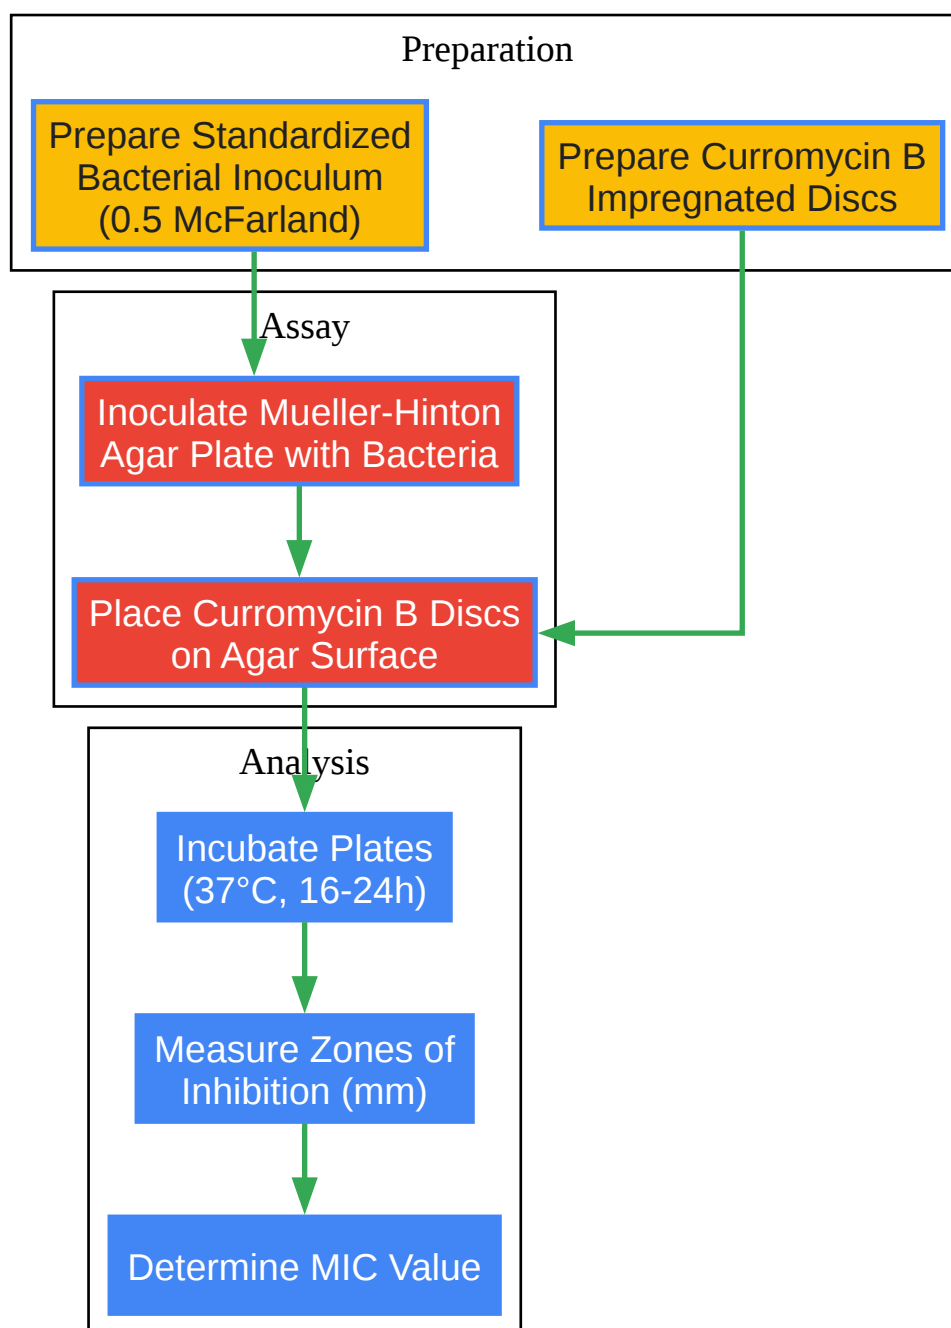 Preparation
Prepare Standardized
Bacterial Inoculum
(0.5 McFarland)
Prepare Curromycin B
Impregnated Discs
Assay
Inoculate Mueller-Hinton
Agar Plate with Bacteria
Place Curromycin B Discs
on Agar Surface
Analysis
Incubate Plates
(37°C, 16-24h)
Measure Zones of
Inhibition (mm)
Determine MIC Value